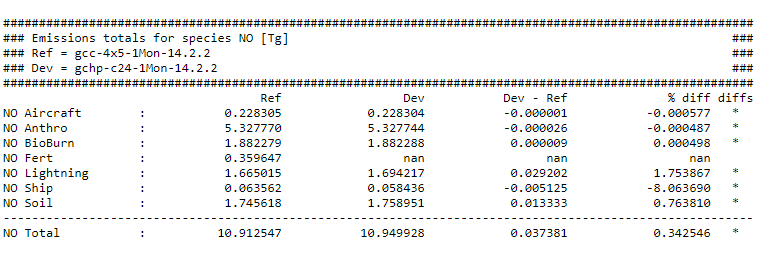 ###########################################################################################################
### Emissions totals for species NO [Tg] ###
### Ref = gcc-4x5-1Mon-14.2.2 ###
### Dev = gchp-c24-1Mon-14.2.2 ###
###########################################################################################################
Ref Dev Dev - Ref % diff diffs
NO Aircraft : 0.228305 0.228304 -0.000001 -0.000577 *
NO Anthro : 5.327770 5.327744 -0.000026 -0.000487 *
NO BioBurn : 1.882279 1.882288 0.000009 0.000498 *
NO Fert : 0.359647 nan nan nan
NO Lightning : 1.665015 1.694217 0.029202 1.753867 *
NO Ship : 0.063562 0.058436 -0.005125 -8.063690 *
NO Soil : 1.745618 1.758951 0.013333 0.763810 *
-----------------------------------------------------------------------------------------------------------
NO Total : 10.912547 10.949928 0.037381 0.342546 *